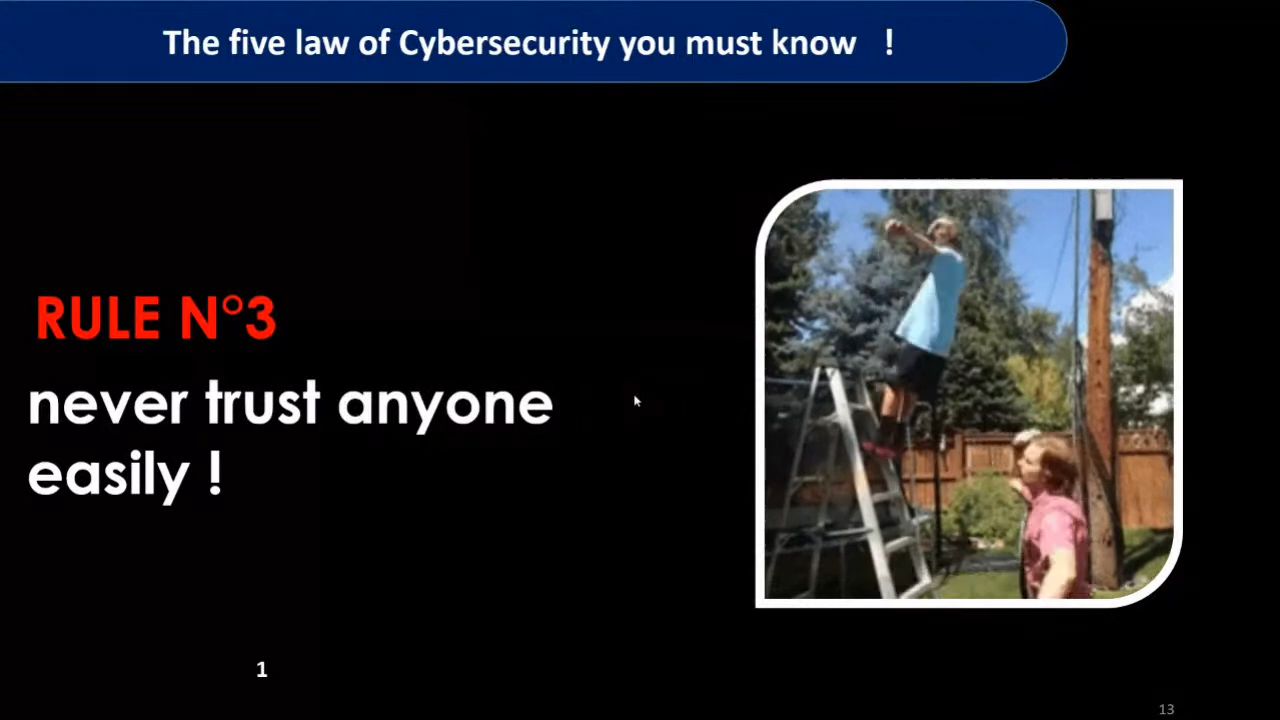 The five law of Cybersecurity you must know !
RULE N°3
never trust anyone
easily !
1
13